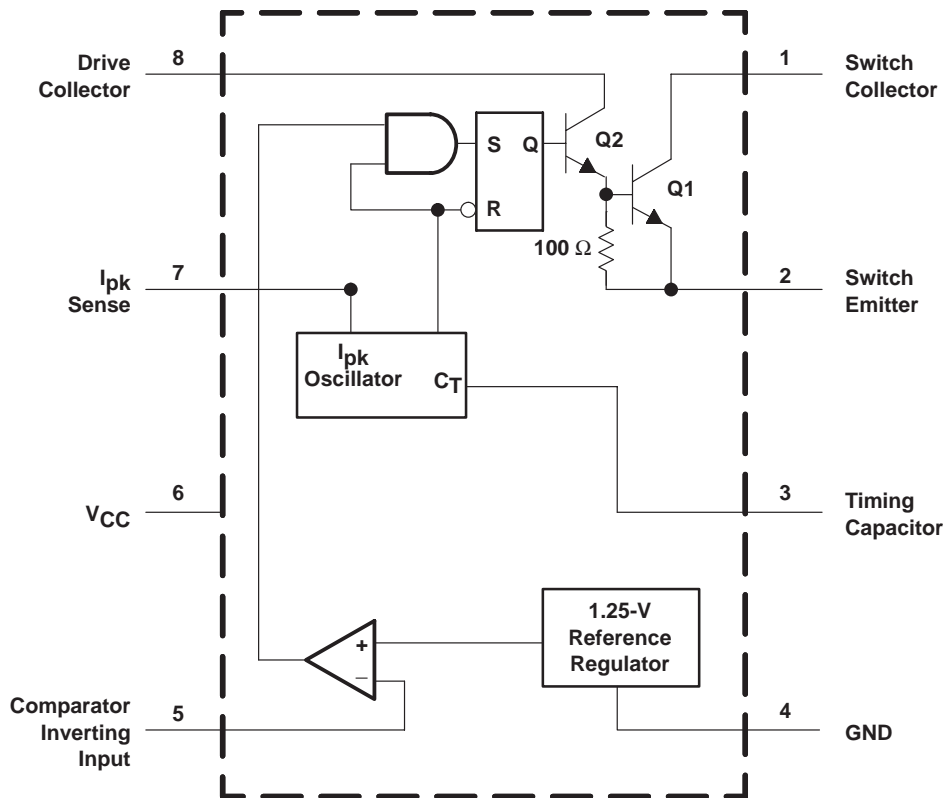 Drive
Collector
8
1
Switch
Collector
S
Q
Q2
Q1
R
100 Ω
Ipk
Sense
7
2
Switch
Emitter
Ipk
Oscillator
CT
VCC
6
3
Timing
Capacitor
1.25-V
Reference
Regulator
+
–
Comparator
Inverting
Input
5
4
GND